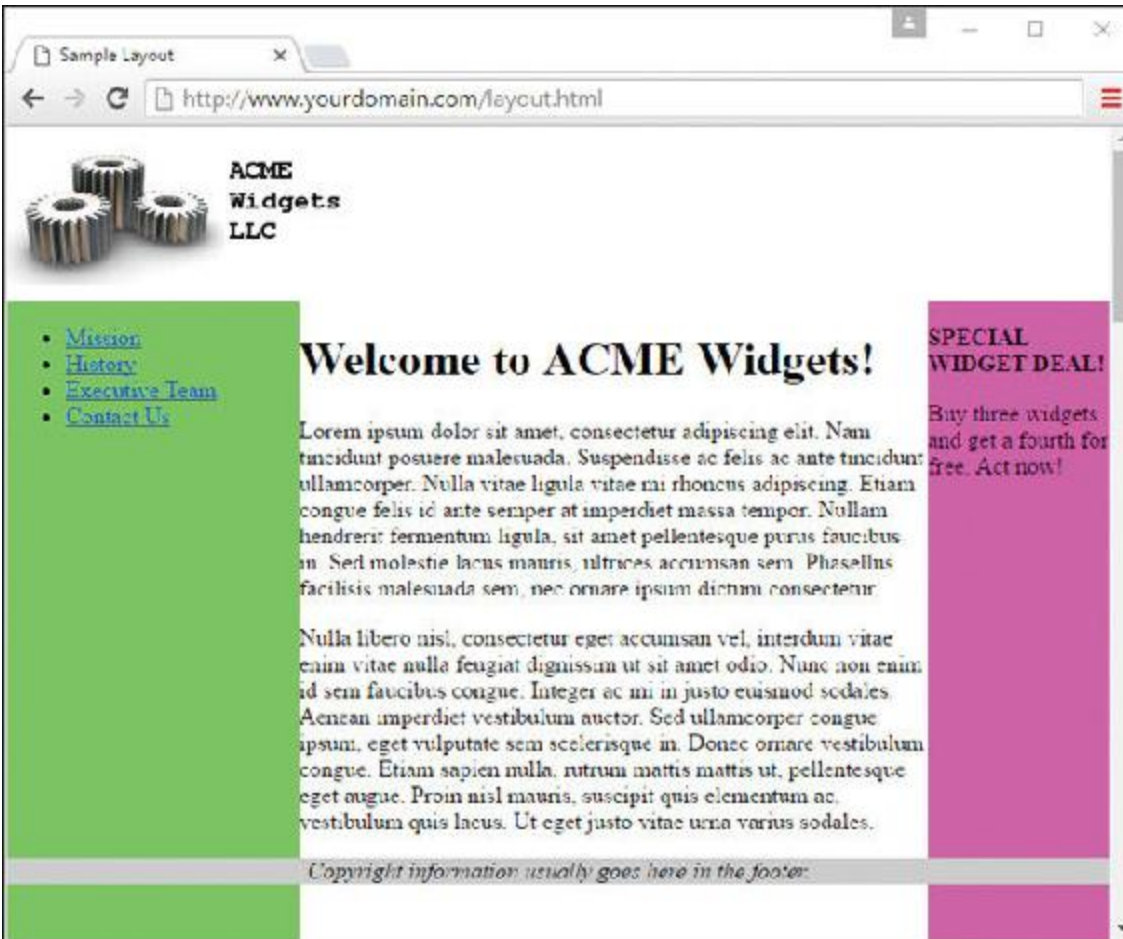 Sample Layout
http://www.yourdomain.com/layout.html
ACME
Widgets
LLC
Mission
History
Executive Team
Contact Us
Welcome to ACME Widgets!
Lorem ipsum dolor sit amet, consectetur adipiscing elit. Nam
tincidunt posuere malesuada. Suspendisse ac felis ac ante tincidunt
ullamcorper. Nulla vitae ligula vitae mi rhoncus adipiscing. Etiam
congue felis id ante semper at imperdiet massa tempor. Nullam
hendrerit fermentum ligula, sit amet pellentesque purus faucibus
in. Sed molestie lacus mauris, ultrices accumsan sem. Phasellus
facilisis malesuada sem, nec ornare ipsum dictum consectetur.
Nulla libero nisl, consectetur eget accumsan vel, interdum vitae
enim vitae nulla feugiat dignissim ut sit amet odio. Nunc non enim
id sem faucibus congue. Integer ac mi in justo euismod sodales.
Aenean imperdiet vestibulum auctor. Sed ullamcorper congue
ipsum, eget vulputate sem scelerisque in. Donec ornare vestibulum
congue. Etiam sapien nulla, rutrum mattis mattis ut, pellentesque
eget augue. Proin nisl mauris, suscipit quis elementum ac,
vestibulum quis lacus. Ut eget justo vitae urna varius sodales.
SPECIAL
WIDGET DEAL!
Buy three widgets
and get a fourth for
free. Act now!
Copyright information usually goes here in the footer.